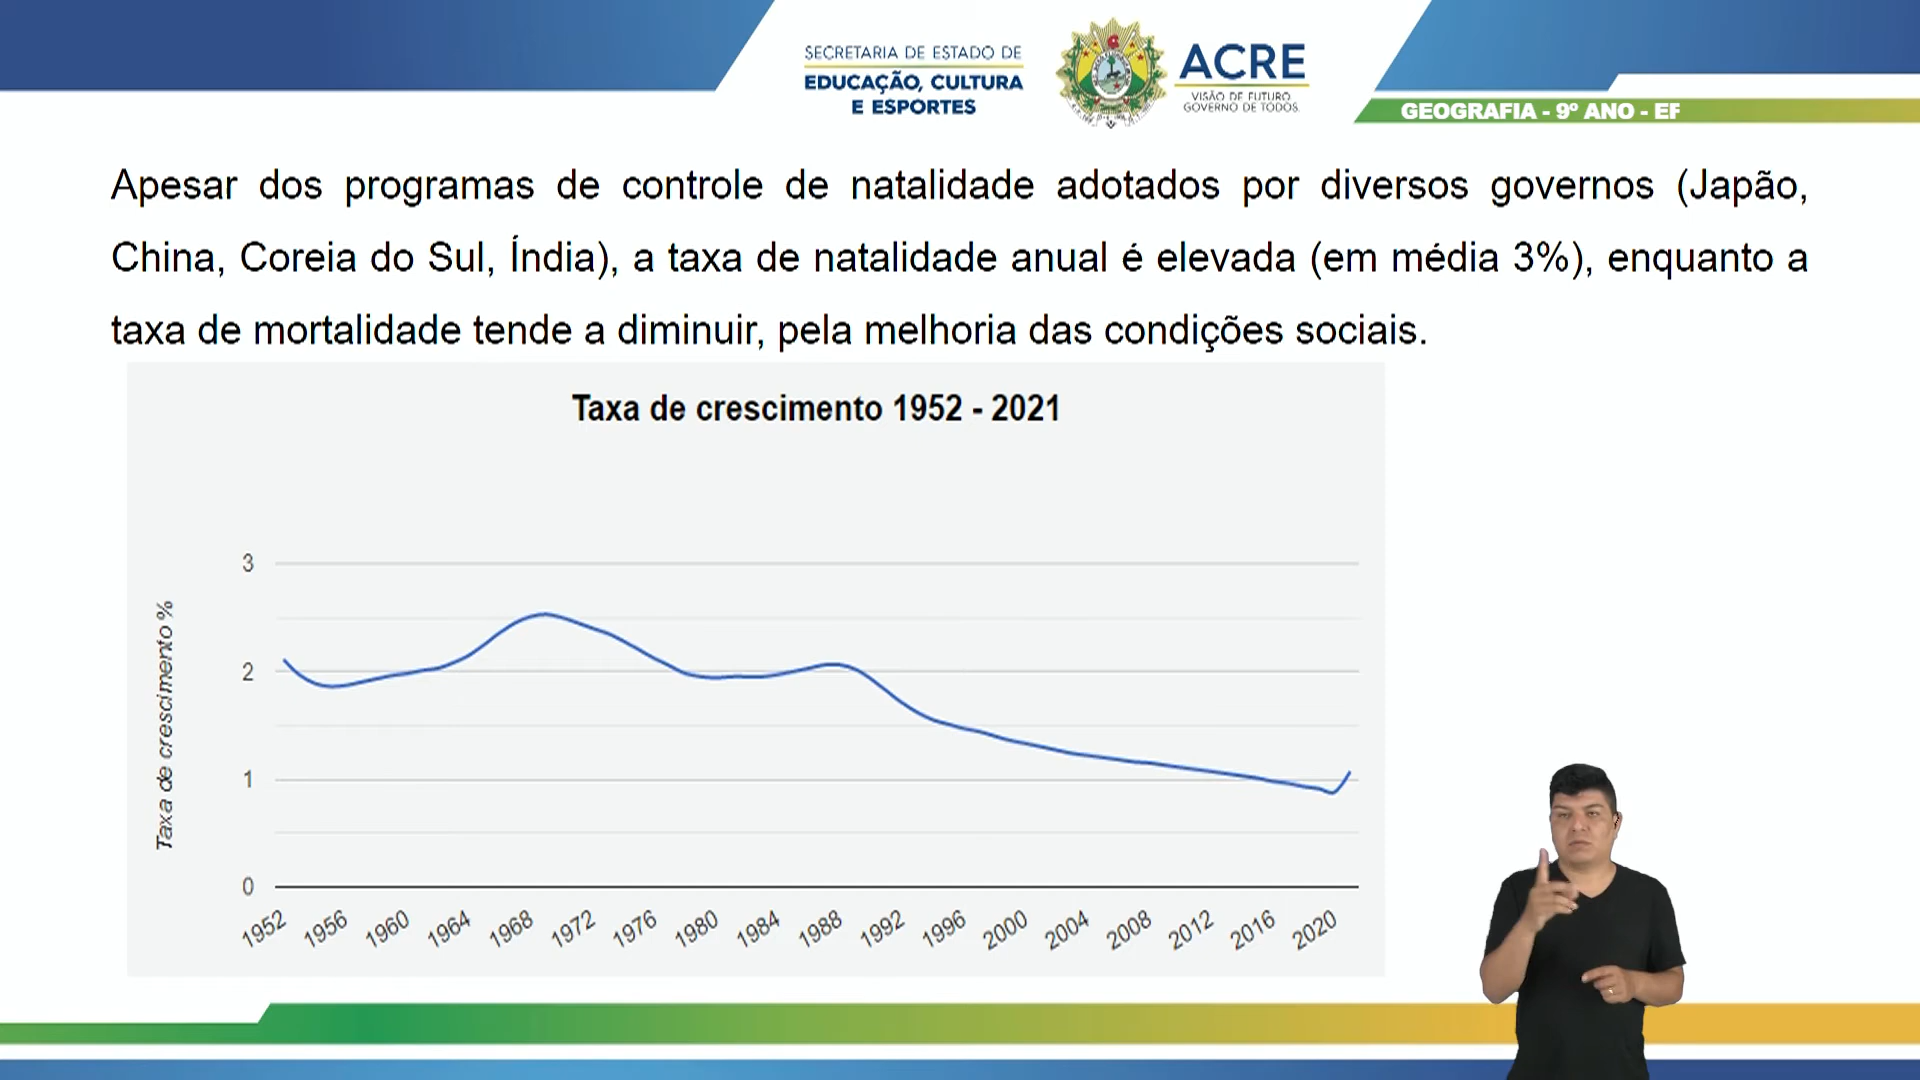 SECRETARIA DE ESTADO DE
EDUCAÇÃO, CULTURA
E ESPORTES
ACRE
VISÃO DE FUTURO
GOVERNO DE TODOS
GEOGRAFIA - 9º ANO - EF
Apesar dos programas de controle de natalidade adotados por diversos governos (Japão,
China, Coreia do Sul, Índia), a taxa de natalidade anual é elevada (em média 3%), enquanto a
taxa de mortalidade tende a diminuir, pela melhoria das condições sociais.
Taxa de crescimento 1952 - 2021
Taxa de crescimento %
3
2
1
0
1952 1956 1960 1964 1968 1972 1976 1980 1984 1988 1992 1996 2000 2004 2008 2012 2016 2020